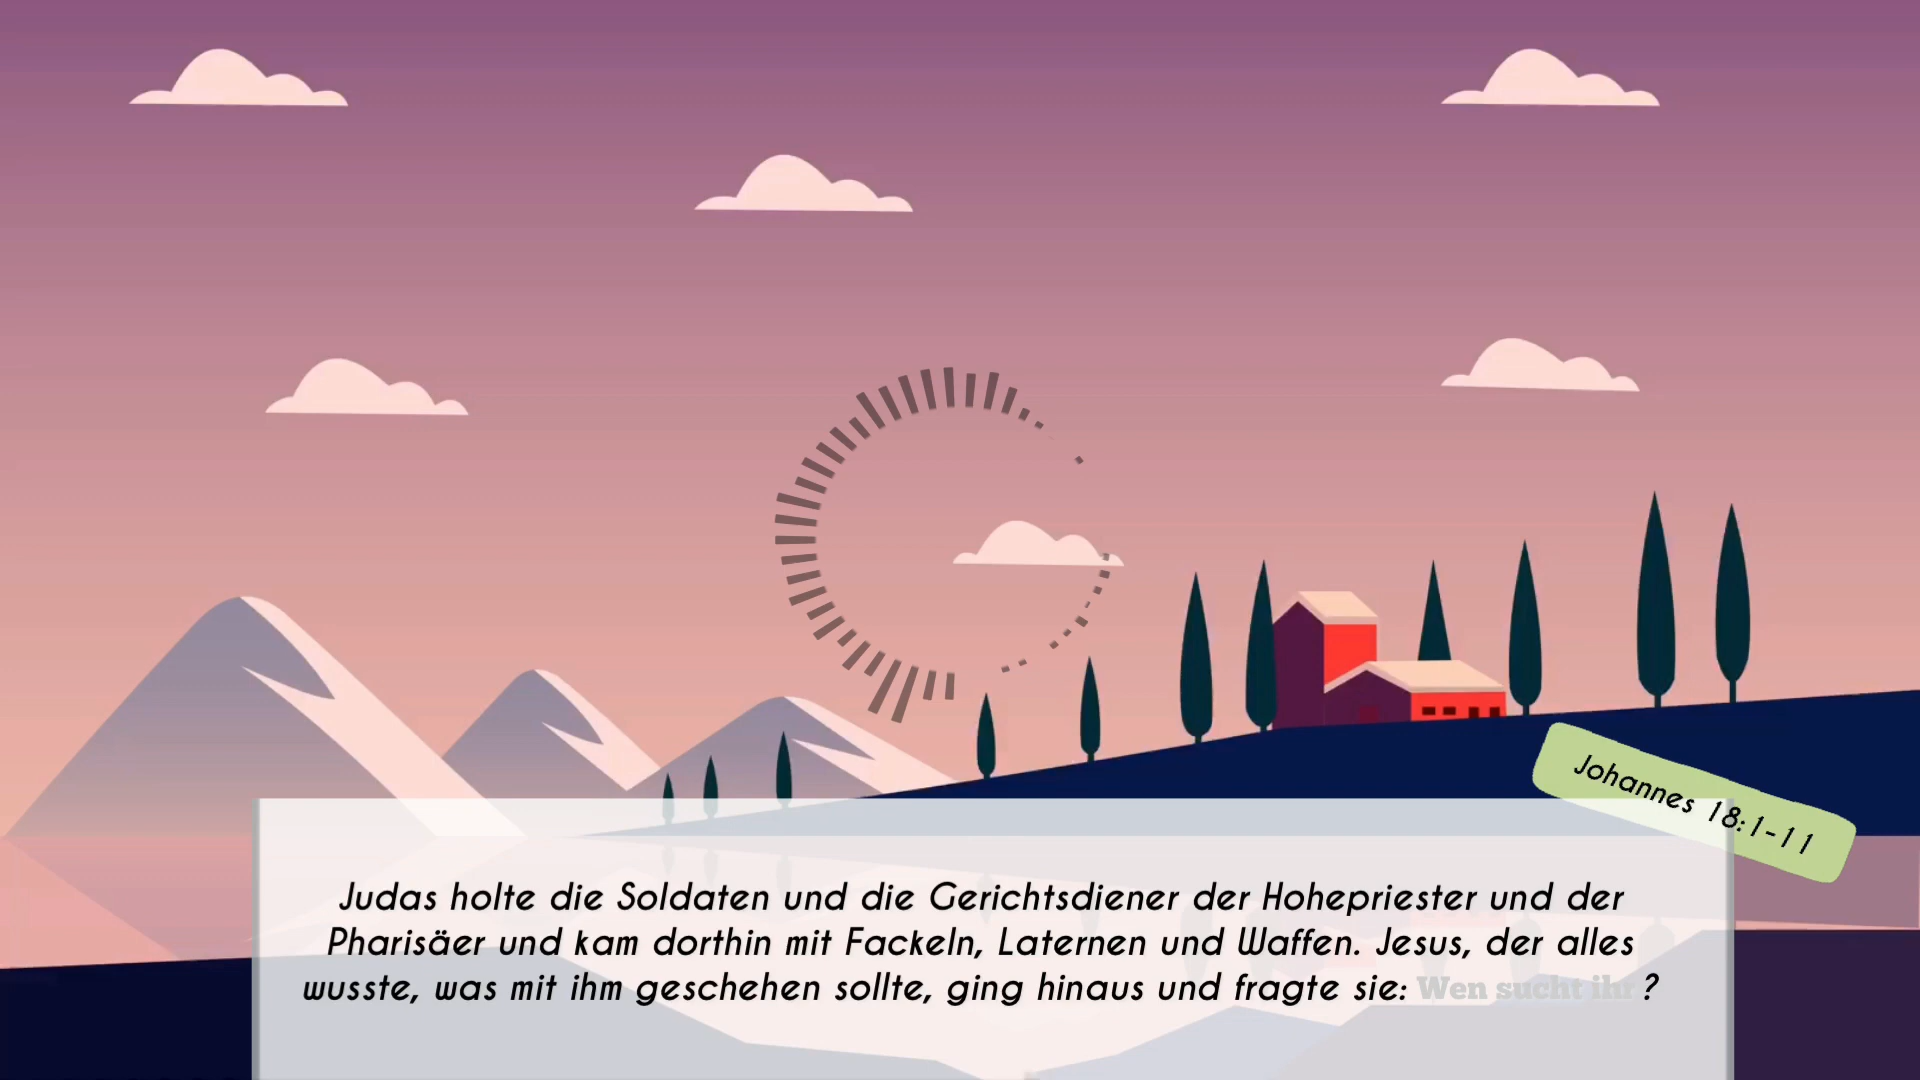 Johannes 18:1-11
Judas holte die Soldaten und die Gerichtsdiener der Hohepriester und der
Pharisäer und kam dorthin mit Fackeln, Laternen und Waffen. Jesus, der alles
wusste, was mit ihm geschehen sollte, ging hinaus und fragte sie: Wen sucht ihr ?